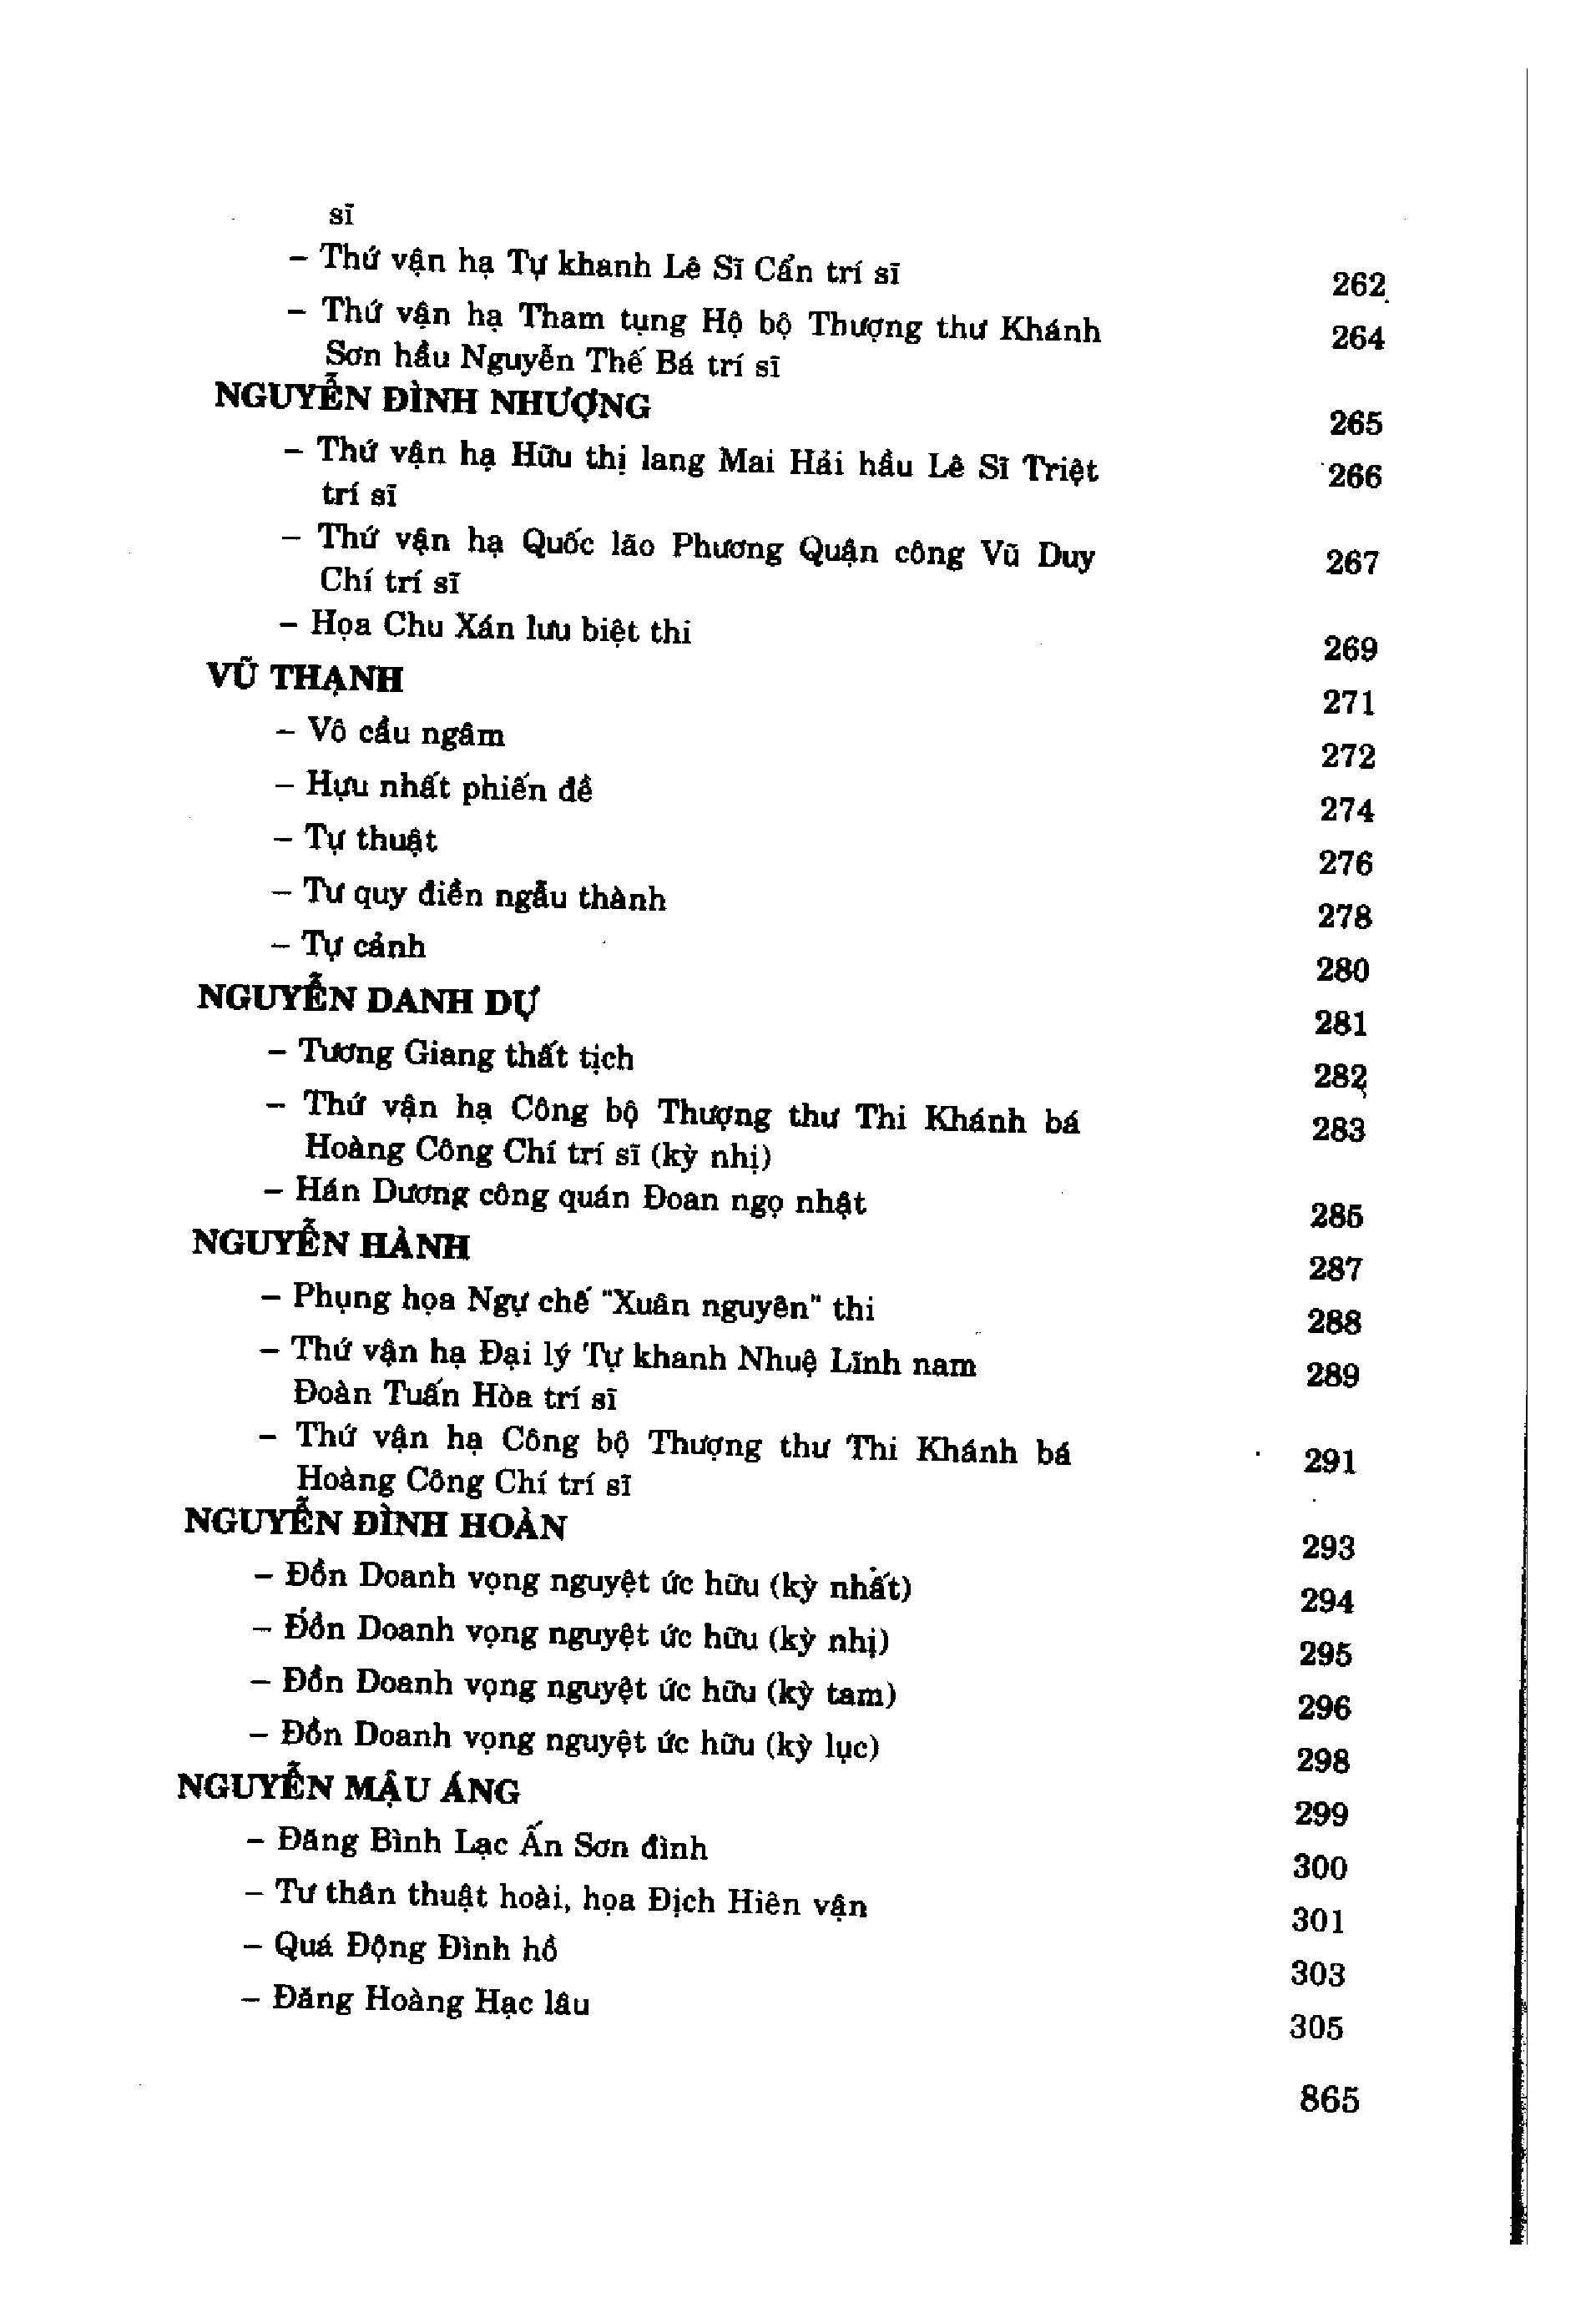 sĩ
– Thứ vận hạ Tự khanh Lê Sĩ Cẩn trí sĩ 262
– Thứ vận hạ Tham tụng Hộ bộ Thượng thư Khánh 264
Sơn hầu Nguyễn Thế Bá trí sĩ
NGUYỄN ĐÌNH NHƯỢNG 265
– Thứ vận hạ Hữu thị lang Mai Hải hầu Lê Sĩ Triệt 266
trí sĩ
– Thứ vận hạ Quốc lão Phương Quận công Vũ Duy 267
Chí trí sĩ
– Họa Chu Xán lưu biệt thi 269
VŨ THẠNH 271
– Vô cầu ngâm 272
– Hựu nhất phiến đề 274
– Tự thuật 276
– Tư quy điền ngẫu thành 278
– Tự cảnh 280
NGUYỄN DANH DỰ 281
– Tương Giang thất tịch 282
– Thứ vận hạ Công bộ Thượng thư Thi Khánh bá 283
Hoàng Công Chí trí sĩ (kỳ nhị)
– Hán Dương công quán Đoan ngọ nhật 285
NGUYỄN HÀNH 287
– Phụng họa Ngự chế "Xuân nguyên" thi 288
– Thứ vận hạ Đại lý Tự khanh Nhuệ Lĩnh nam 289
Đoàn Tuấn Hòa trí sĩ
– Thứ vận hạ Công bộ Thượng thư Thi Khánh bá 291
Hoàng Công Chí trí sĩ
NGUYỄN ĐÌNH HOÀN 293
– Đồn Doanh vọng nguyệt ức hữu (kỳ nhất) 294
– Đồn Doanh vọng nguyệt ức hữu (kỳ nhị) 295
– Đồn Doanh vọng nguyệt ức hữu (kỳ tam) 296
– Đồn Doanh vọng nguyệt ức hữu (kỳ lục) 298
NGUYỄN MẬU ÁNG 299
– Đăng Bình Lạc Ấn Sơn đình 300
– Tư thân thuật hoài, họa Địch Hiên vận 301
– Quá Động Đình hồ 303
– Đăng Hoàng Hạc lâu 305
865